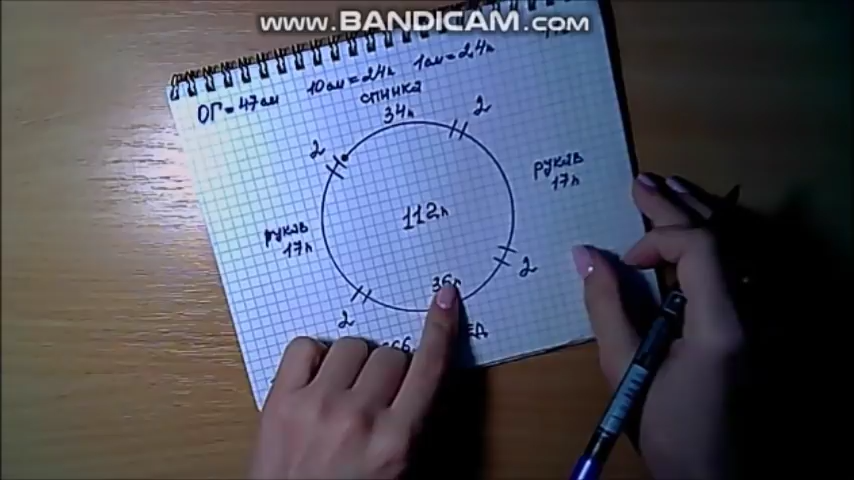 www.BANDICAM.com
ОГ = 47см 10см = 24п 1см = 2,4п
спинка
34п
2
2
рукав
17п
рукав
17п
112п
2
36п
2